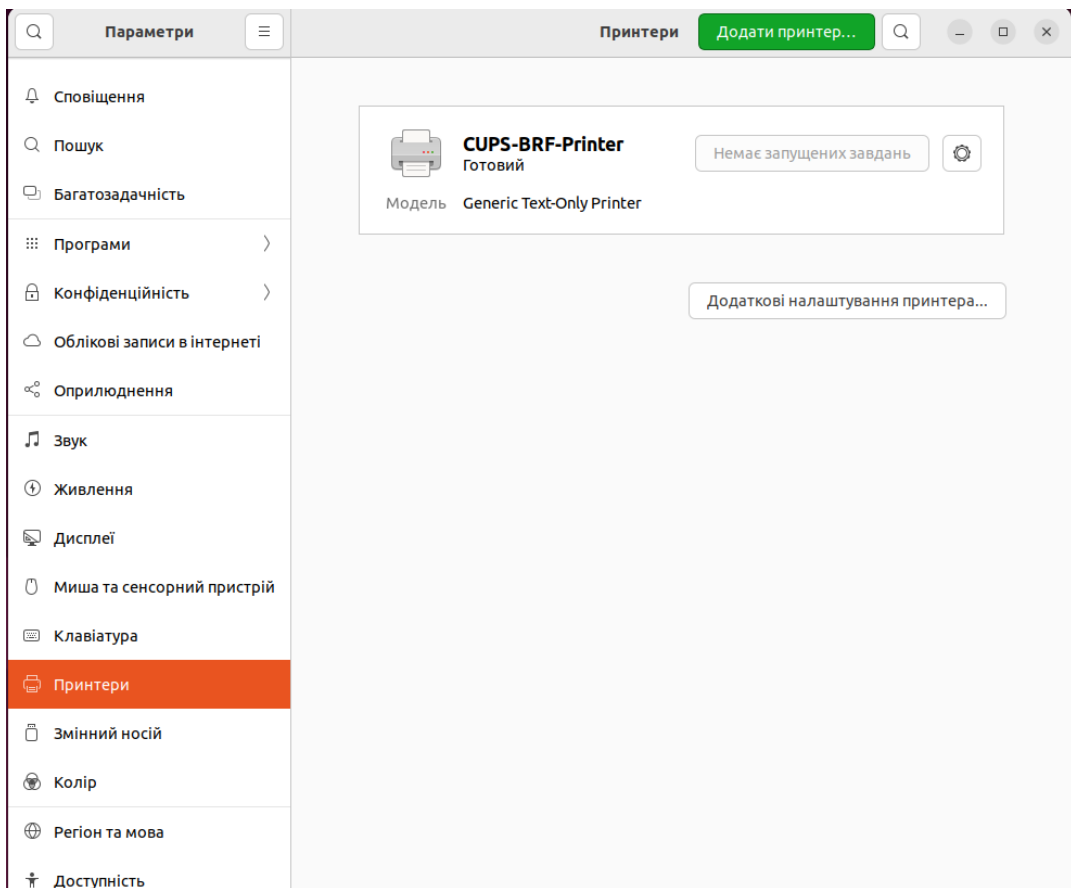 Параметри
Принтери
Додати принтер...
Сповіщення
Пошук
Багатозадачність
Програми
Конфіденційність
Облікові записи в інтернеті
Оприлюднення
Звук
Живлення
Дисплеї
Миша та сенсорний пристрій
Клавіатура
Принтери
Змінний носій
Колір
Регіон та мова
Доступність
CUPS-BRF-Printer
Готовий
Немає запущених завдань
Модель Generic Text-Only Printer
Додаткові налаштування принтера...